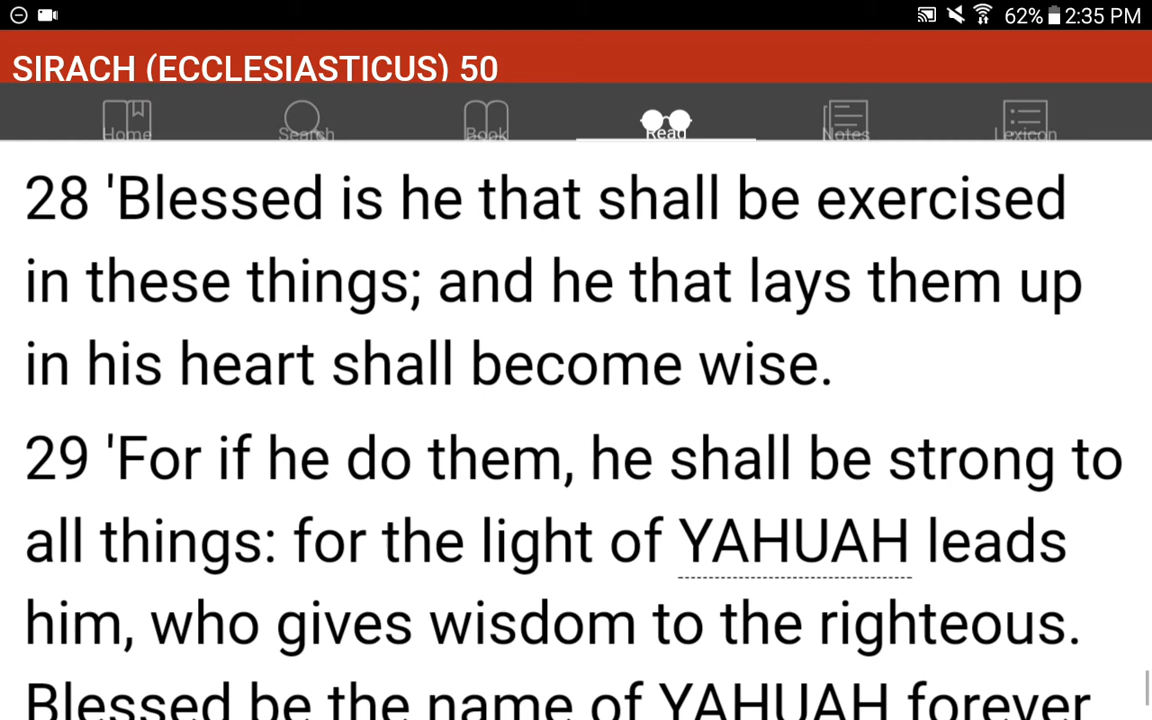 62% 2:35 PM
SIRACH (ECCLESIASTICUS) 50
Home Search Book Read Notes Lexicon
28 'Blessed is he that shall be exercised
in these things; and he that lays them up
in his heart shall become wise.
29 'For if he do them, he shall be strong to
all things: for the light of YAHUAH leads
him, who gives wisdom to the righteous.
Blessed be the name of YAHUAH forever